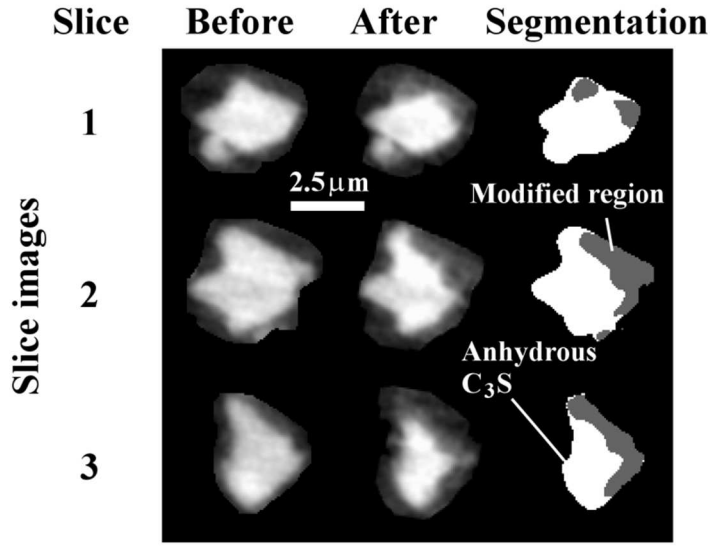 Slice Before After Segmentation
1
2.5μm
Modified region
Slice images
2
Anhydrous
C₃S
3